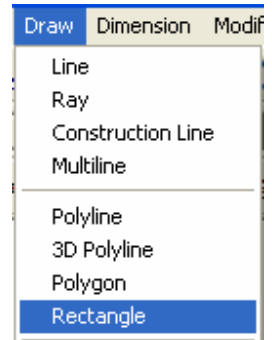 Draw Dimension Modif
Line
Ray
Construction Line
Multiline
Polyline
3D Polyline
Polygon
Rectangle